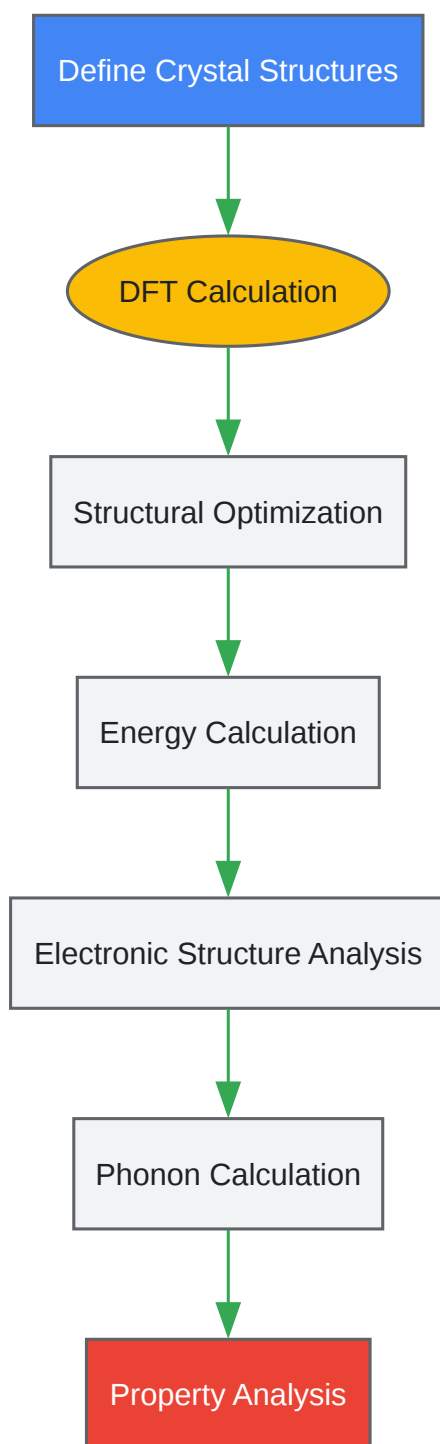 Define Crystal Structures
DFT Calculation
Structural Optimization
Energy Calculation
Electronic Structure Analysis
Phonon Calculation
Property Analysis